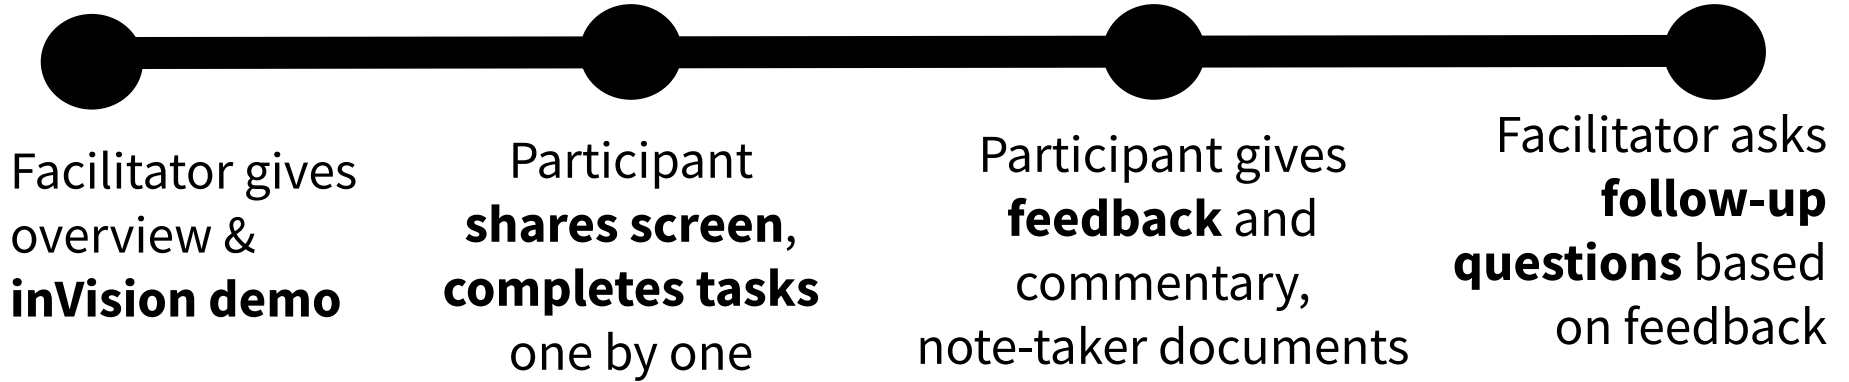 Facilitator gives
overview &
inVision demo
Participant
shares screen,
completes tasks
one by one
Participant gives
feedback and
commentary,
note-taker documents
Facilitator asks
follow-up
questions based
on feedback